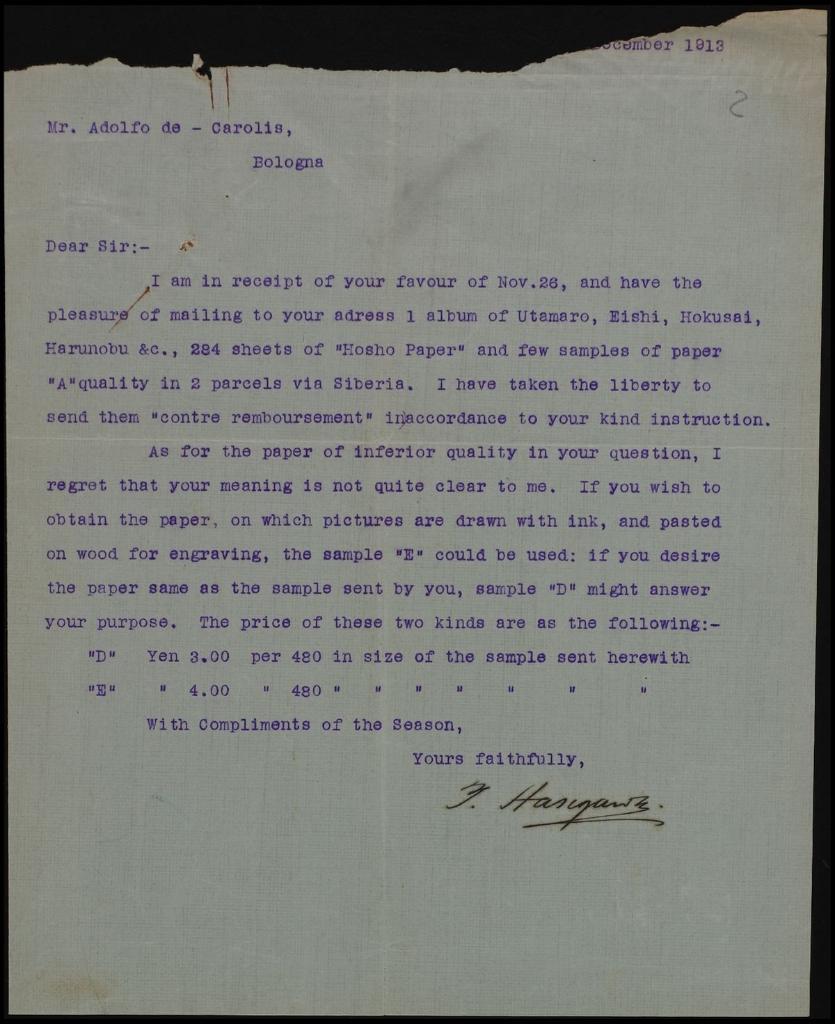 ecember 1913
2
Mr. Adolfo de - Carolis,
Bologna
Dear Sir:-
I am in receipt of your favour of Nov.26, and have the
pleasure of mailing to your adress 1 album of Utamaro, Eishi, Hokusai,
Harunobu &c., 284 sheets of "Hosho Paper" and few samples of paper
"A"quality in 2 parcels via Siberia. I have taken the liberty to
send them "contre remboursement" in accordance to your kind instruction.
As for the paper of inferior quality in your question, I
regret that your meaning is not quite clear to me. If you wish to
obtain the paper, on which pictures are drawn with ink, and pasted
on wood for engraving, the sample "E" could be used: if you desire
the paper same as the sample sent by you, sample "D" might answer
your purpose. The price of these two kinds are as the following:-
"D" Yen 3.00 per 480 in size of the sample sent herewith
"E" " 4.00 " 480 " " " " " " "
With Compliments of the Season,
Yours faithfully,
T. Hasegawa.